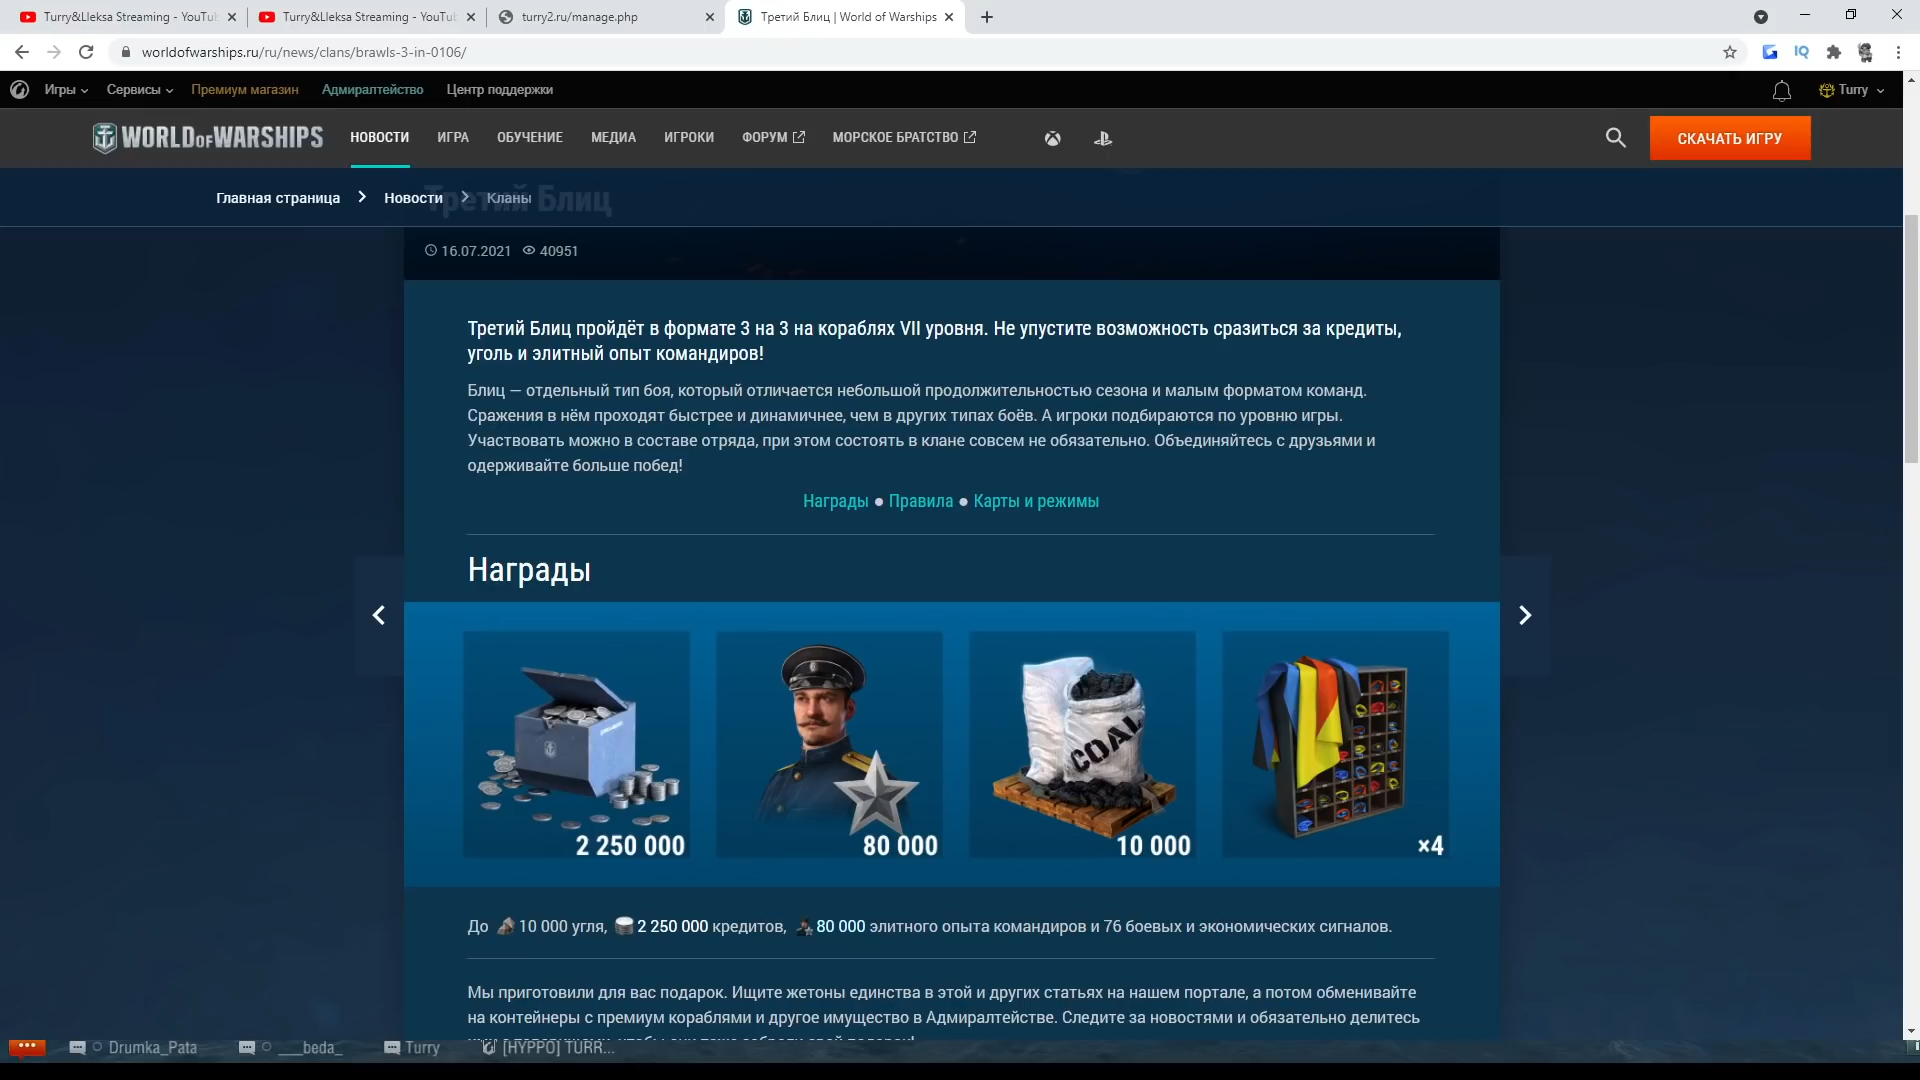 Turry&Lleksa Streaming - YouTu
Turry&Lleksa Streaming - YouTu
turry2.ru/manage.php
Третий Блиц | World of Warships
worldofwarships.ru/ru/news/clans/brawls-3-in-0106/
IQ
Игры
Сервисы
Премиум магазин
Адмиралтейство
Центр поддержки
Turry
WORLD OF WARSHIPS
НОВОСТИ
ИГРА
ОБУЧЕНИЕ
МЕДИА
ИГРОКИ
ФОРУМ
МОРСКОЕ БРАТСТВО
СКАЧАТЬ ИГРУ
Главная страница
Новости
Кланы
Третий Блиц
16.07.2021
40951
Третий Блиц пройдёт в формате 3 на 3 на кораблях VII уровня. Не упустите возможность сразиться за кредиты,
уголь и элитный опыт командиров!
Блиц — отдельный тип боя, который отличается небольшой продолжительностью сезона и малым форматом команд.
Сражения в нём проходят быстрее и динамичнее, чем в других типах боёв. А игроки подбираются по уровню игры.
Участвовать можно в составе отряда, при этом состоять в клане совсем не обязательно. Объединяйтесь с друзьями и
одерживайте больше побед!
Награды ● Правила ● Карты и режимы
Награды
COAL
2 250 000
80 000
10 000
×4
До 10 000 угля, 2 250 000 кредитов, 80 000 элитного опыта командиров и 76 боевых и экономических сигналов.
Мы приготовили для вас подарок. Ищите жетоны единства в этой и других статьях на нашем портале, а потом обменивайте
на контейнеры с премиум кораблями и другое имущество в Адмиралтействе. Следите за новостями и обязательно делитесь
Drumka_Pata
___beda_
Turry
[HYPPO] TURR...